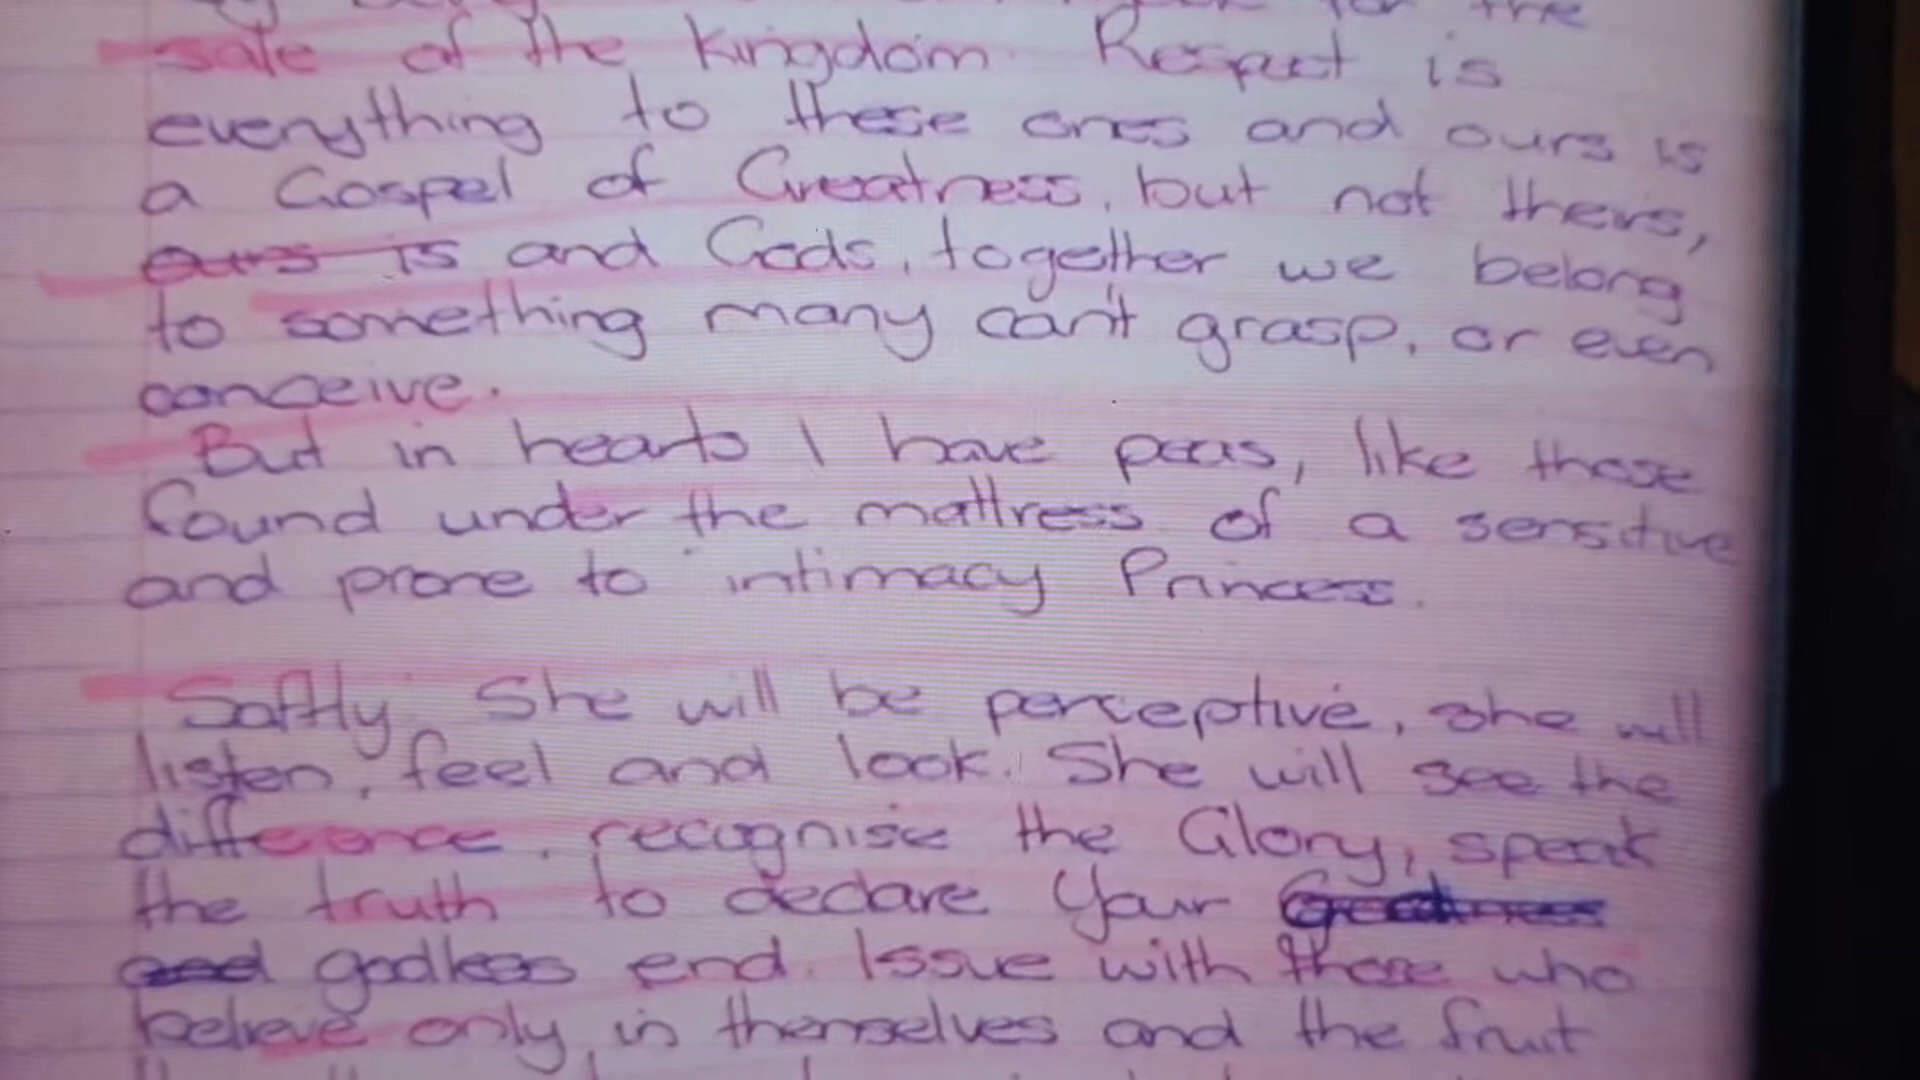 for the
sale of the kingdom. Respect is
everything to these ones and ours is
a Gospel of Greatness, but not theirs,
ours is and Gods, together we belong
to something many can't grasp, or even
conceive.
But in hearts I have peas, like those
found under the mattress of a sensitive
and prone to intimacy Princess.
Softly She will be perceptive, she will
listen, feel and look. She will see the
difference, recognise the Glory, speak
the truth to declare your Greatness
and godless end. Issue with those who
believe only in themselves and the fruit